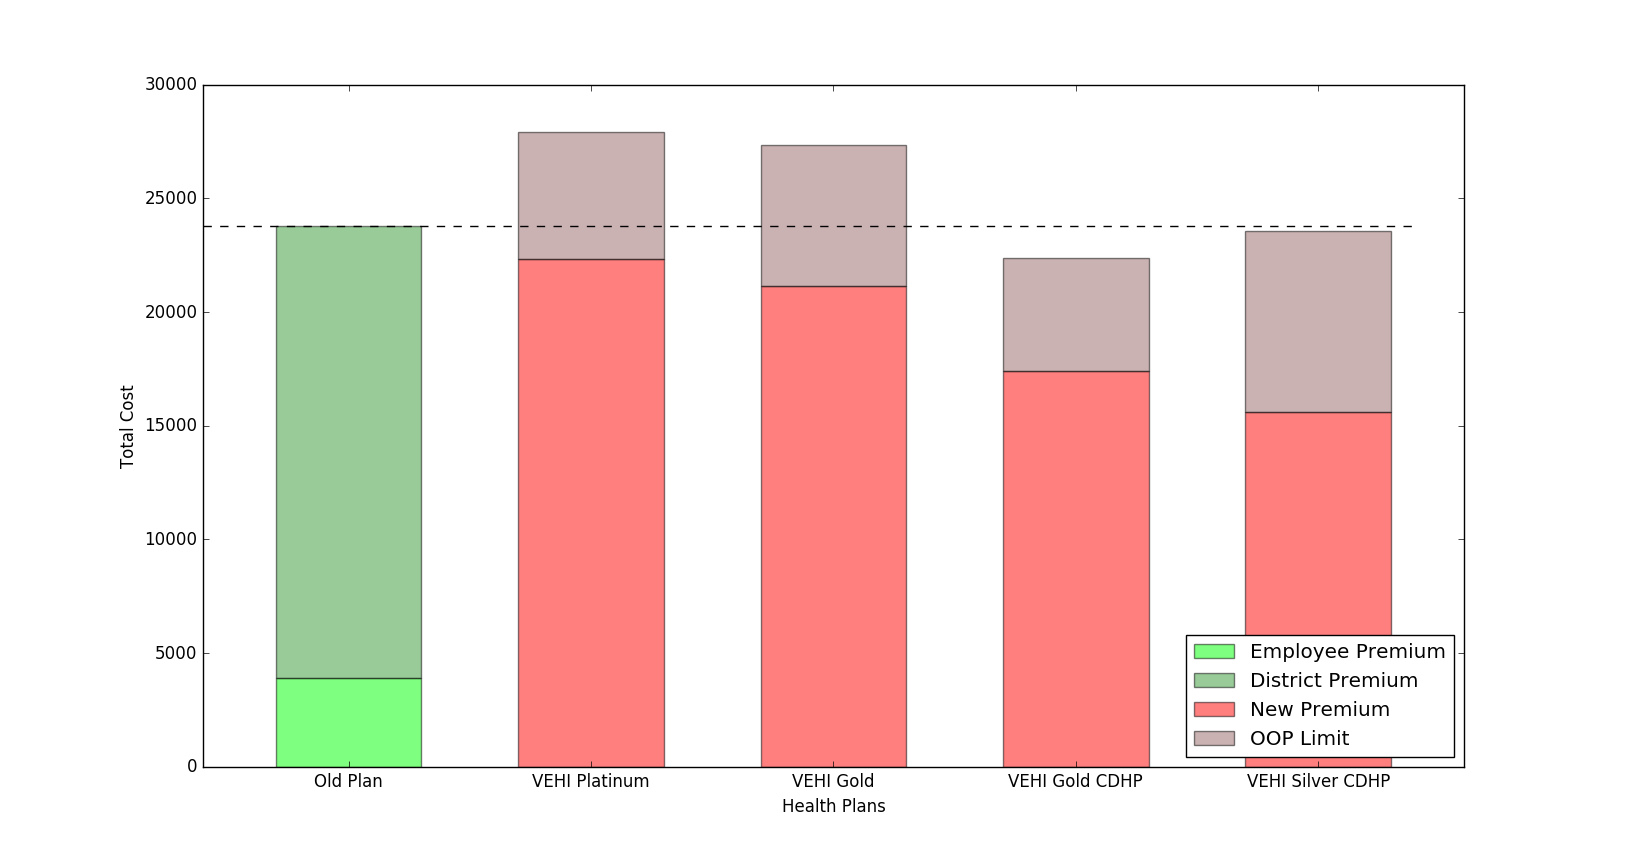 30000
25000
20000
15000
10000
5000
0
Total Cost
Employee Premium
District Premium
New Premium
OOP Limit
Old Plan
VEHI Platinum
VEHI Gold
VEHI Gold CDHP
VEHI Silver CDHP
Health Plans